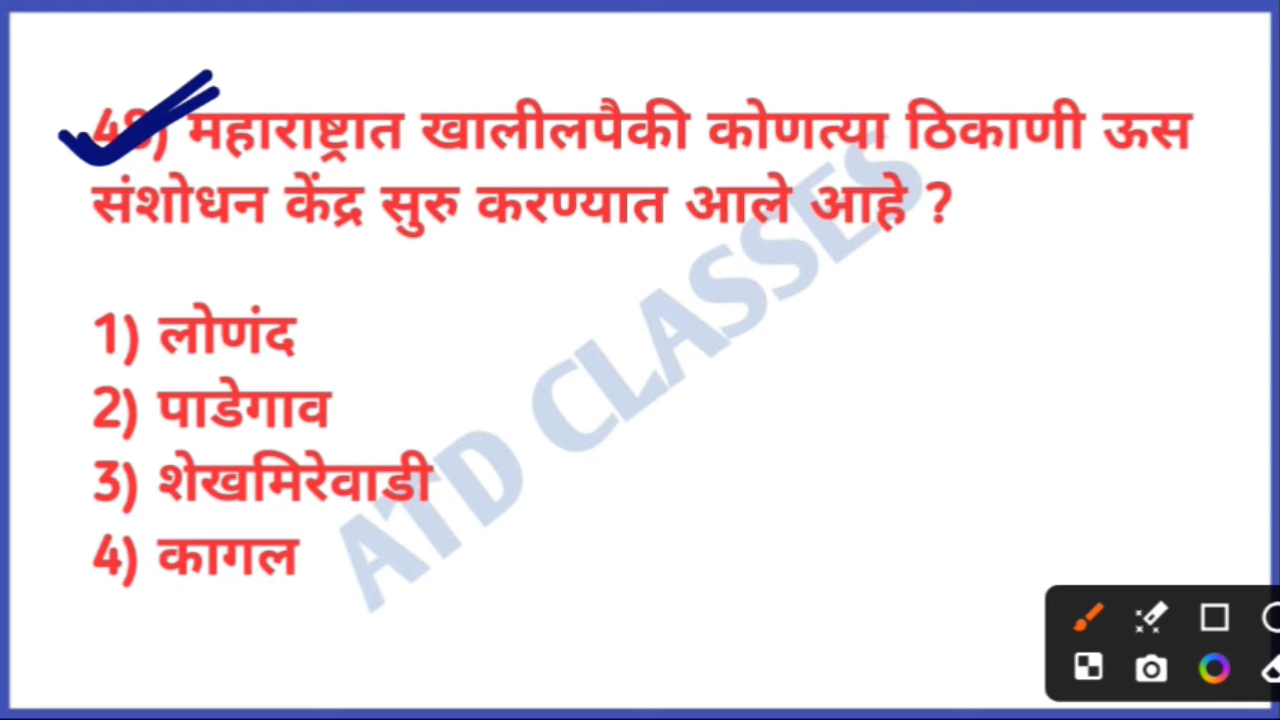 महाराष्ट्रात खालीलपैकी कोणत्या ठिकाणी ऊस
संशोधन केंद्र सुरु करण्यात आले आहे ?
1) लोणंद
2) पाडेगाव
3) शेखमिरेवाडी
4) कागल
ATD CLASSES